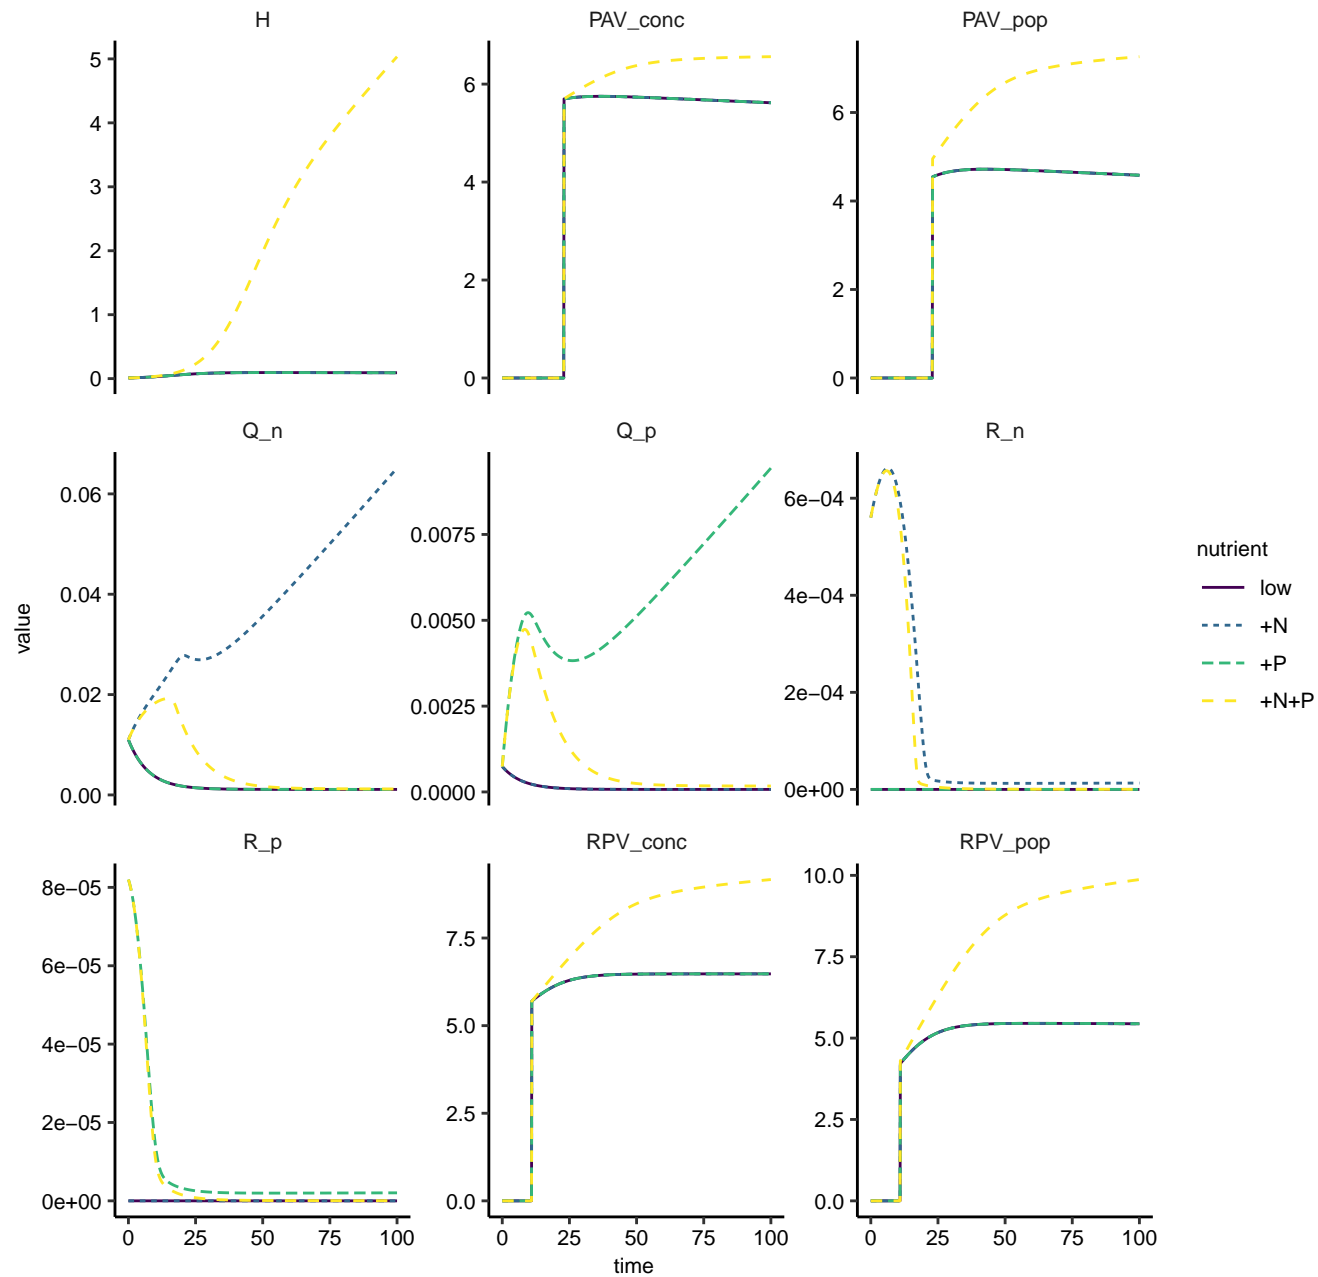 H
PAV_conc
PAV_pop
5
4
3
2
1
0
6
4
2
0
6
4
2
0
Q_n
Q_p
R_n
0.06
0.04
0.02
0.00
0.0075
0.0050
0.0025
0.0000
6e−04
4e−04
2e−04
0e+00
value
nutrient
low
+N
+P
+N+P
R_p
RPV_conc
RPV_pop
8e−05
6e−05
4e−05
2e−05
0e+00
7.5
5.0
2.5
0.0
10.0
7.5
5.0
2.5
0.0
0 25 50 75 100
0 25 50 75 100
0 25 50 75 100
time